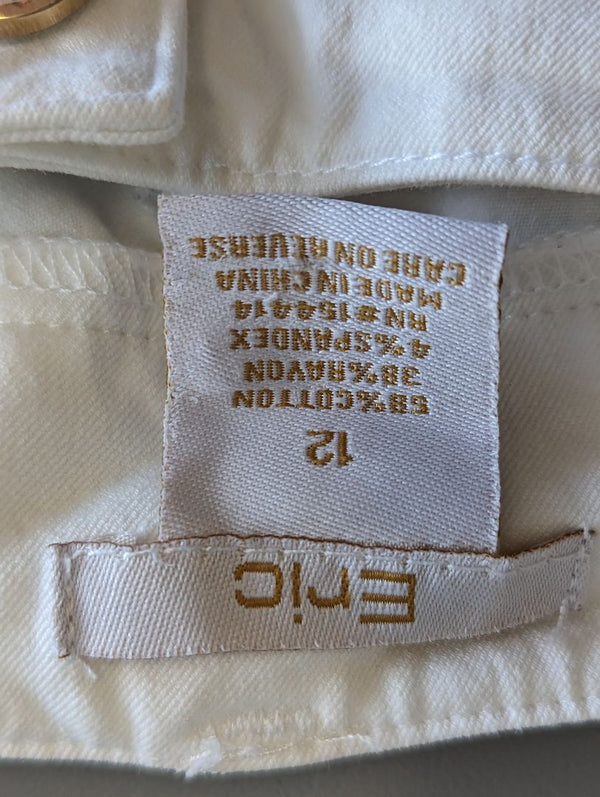 Eric
12
58%COTTON
38%RAYON
4%SPANDEX
RN#154414
MADE IN CHINA
CARE ON REVERSE